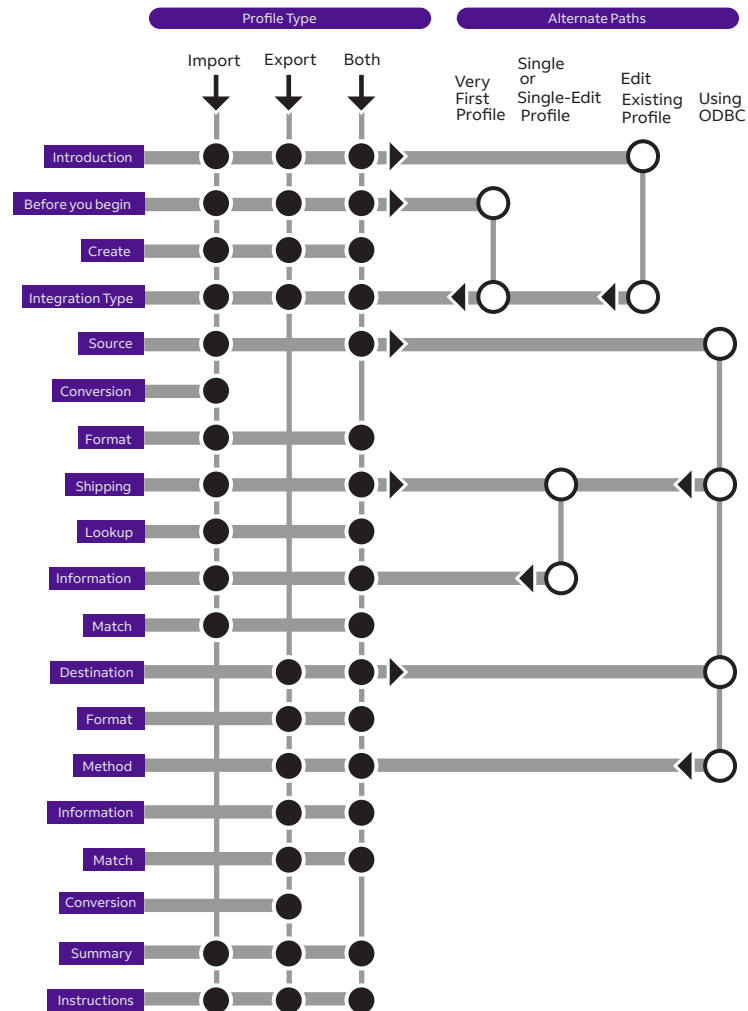 Profile Type
Alternate Paths
Import
Export
Both
Very
First
Profile
Single
or
Single-Edit
Profile
Edit
Existing
Profile
Using
ODBC
Introduction
Before you begin
Create
Integration Type
Source
Conversion
Format
Shipping
Lookup
Information
Match
Destination
Format
Method
Information
Match
Conversion
Summary
Instructions